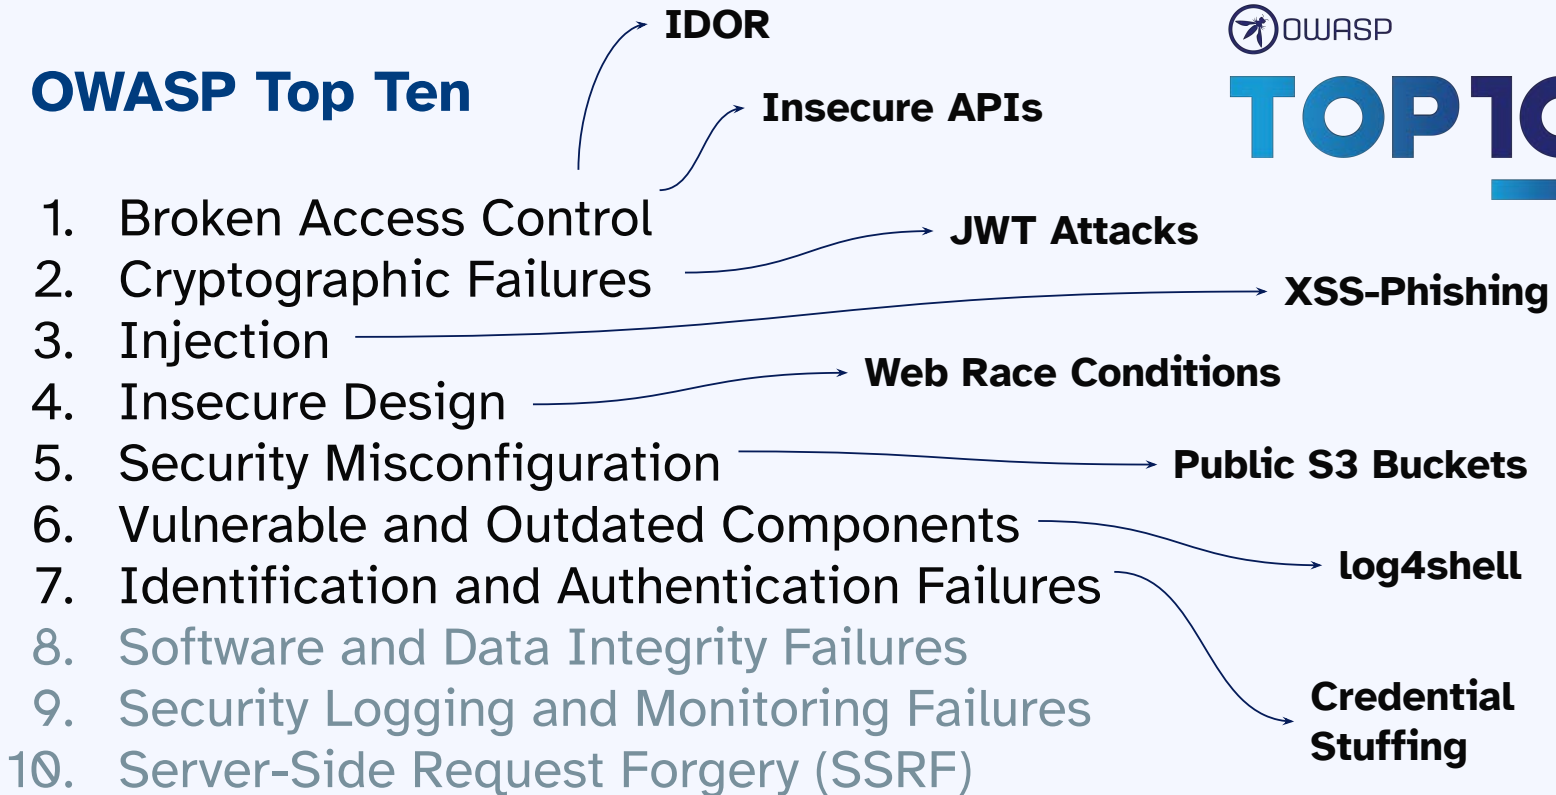 IDOR
OWASP
OWASP Top Ten
Insecure APIs
TOP10
1. Broken Access Control
JWT Attacks
2. Cryptographic Failures
XSS-Phishing
3. Injection
Web Race Conditions
4. Insecure Design
5. Security Misconfiguration
Public S3 Buckets
6. Vulnerable and Outdated Components
log4shell
7. Identification and Authentication Failures
8. Software and Data Integrity Failures
9. Security Logging and Monitoring Failures
Credential
Stuffing
10. Server-Side Request Forgery (SSRF)